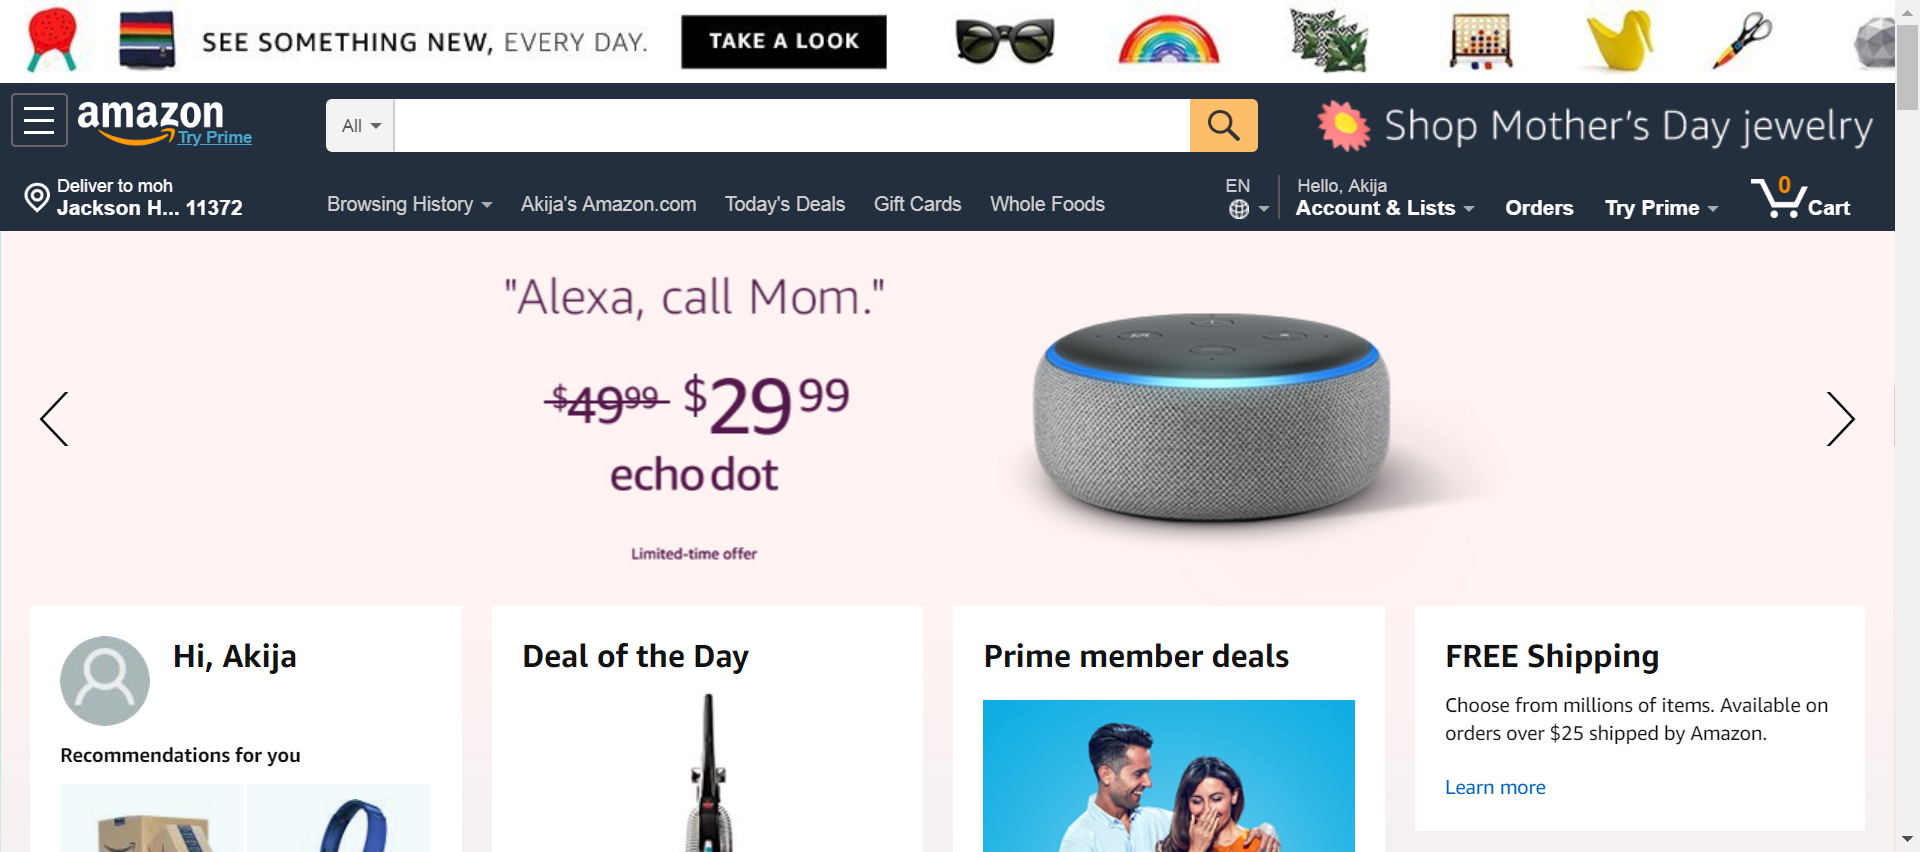 SEE SOMETHING NEW, EVERY DAY.
TAKE A LOOK
amazon
Try Prime
All
Shop Mother's Day jewelry
Deliver to moh
Jackson H... 11372
Browsing History
Akija's Amazon.com
Today's Deals
Gift Cards
Whole Foods
EN
Hello, Akija
Account & Lists
Orders
Try Prime
0
Cart
"Alexa, call Mom."
$49.99 $29.99
echo dot
Limited-time offer
Hi, Akija
Recommendations for you
Deal of the Day
Prime member deals
FREE Shipping
Choose from millions of items. Available on
orders over $25 shipped by Amazon.
Learn more